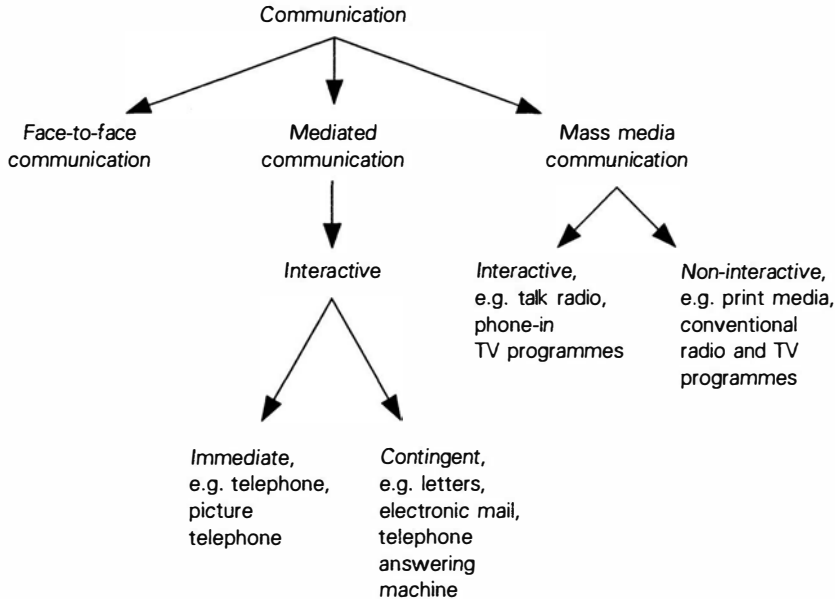 Communication
Face-to-face
communication
Mediated
communication
Mass media
communication
Interactive
Interactive,
e.g. talk radio,
phone-in
TV programmes
Non-interactive,
e.g. print media,
conventional
radio and TV
programmes
Immediate,
e.g. telephone,
picture
telephone
Contingent,
e.g. letters,
electronic mail,
telephone
answering
machine